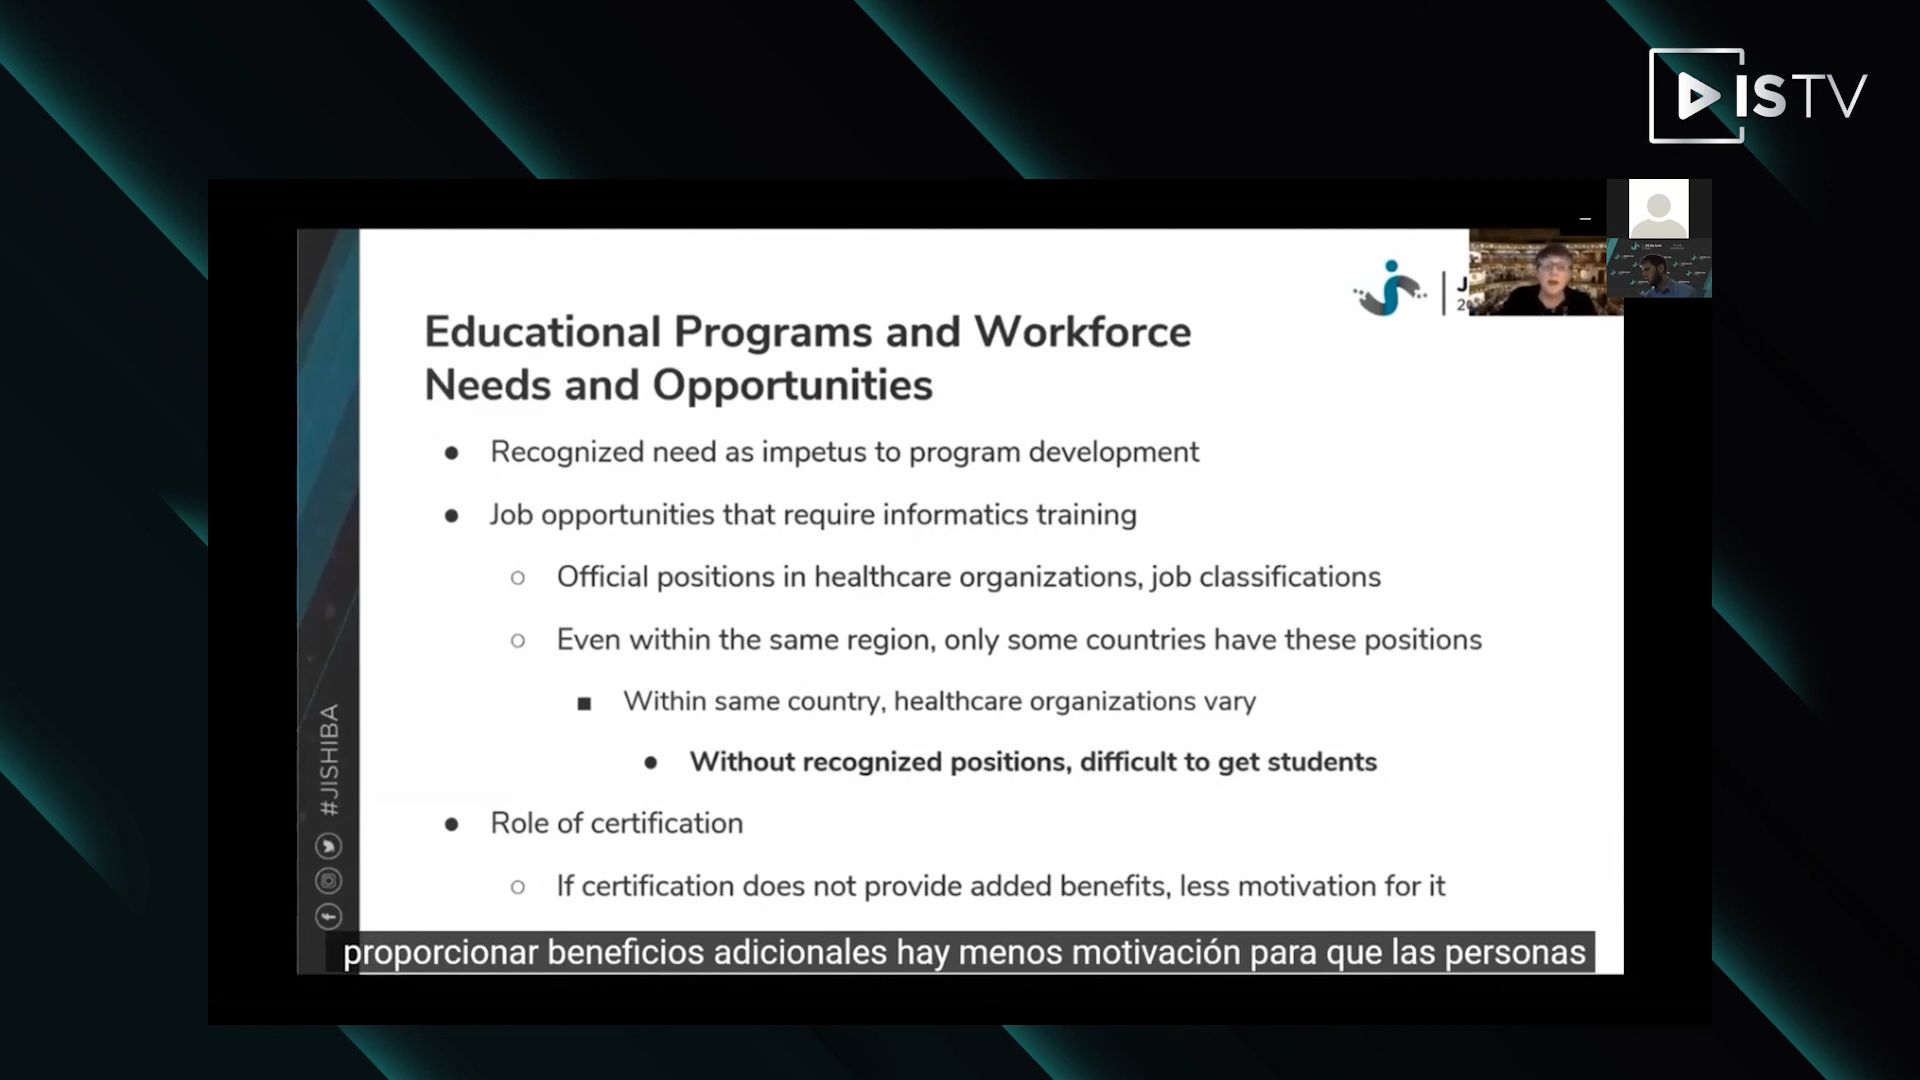 ISTV
Educational Programs and Workforce
Needs and Opportunities
● Recognized need as impetus to program development
● Job opportunities that require informatics training
○ Official positions in healthcare organizations, job classifications
○ Even within the same region, only some countries have these positions
■ Within same country, healthcare organizations vary
● Without recognized positions, difficult to get students
● Role of certification
○ If certification does not provide added benefits, less motivation for it
#JISHIBA
proporcionar beneficios adicionales hay menos motivación para que las personas